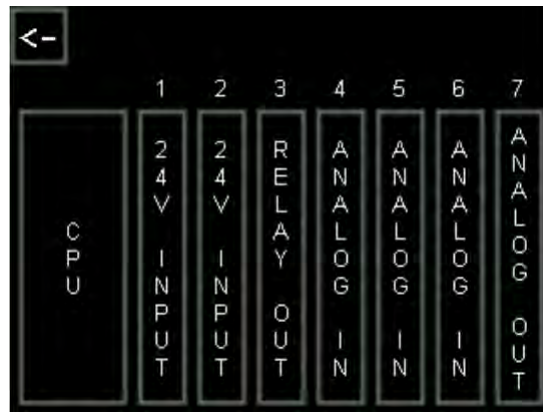 <-
1 2 3 4 5 6 7
CPU
24V INPUT
24V INPUT
RELAY OUT
ANALOG IN
ANALOG IN
ANALOG IN
ANALOG OUT